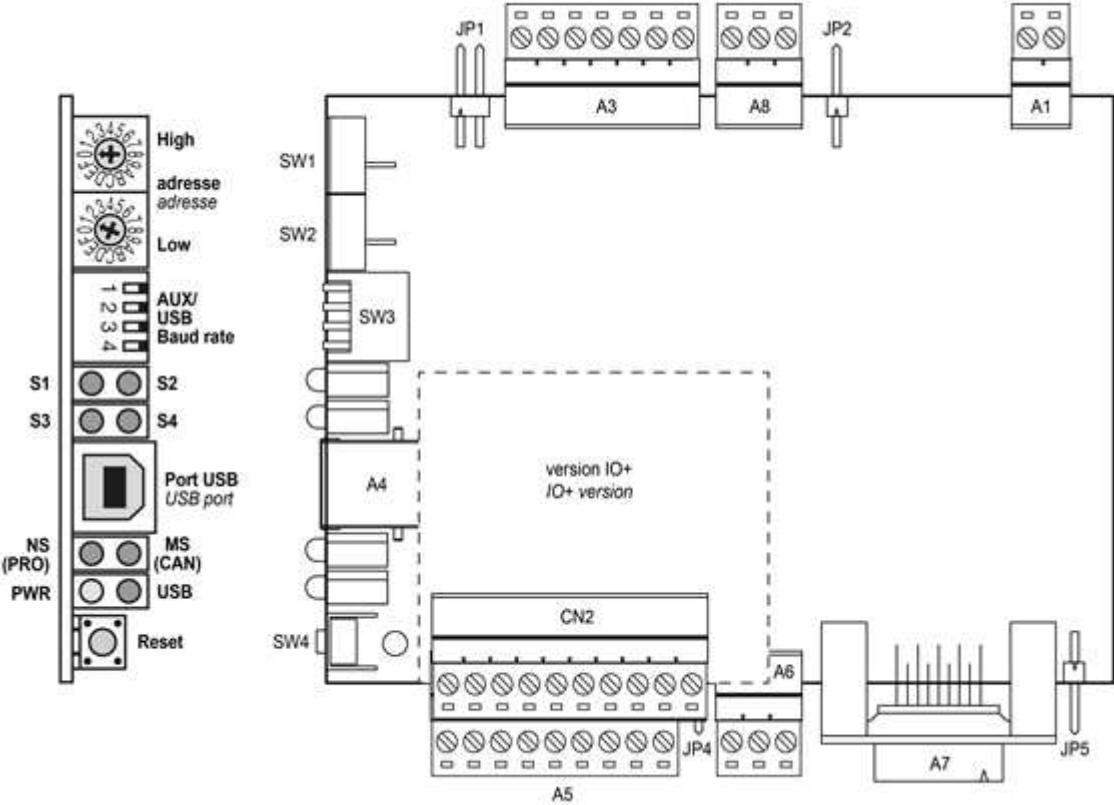 JP1
JP2
A3
A8
A1
High
adresse
adresse
Low
SW1
SW2
1
2
3
4
AUX/
USB
Baud rate
SW3
S1
S2
S3
S4
Port USB
USB port
A4
version IO+
IO+ version
NS
(PRO)
MS
(CAN)
PWR
USB
Reset
SW4
CN2
A6
JP4
JP5
A7
A5